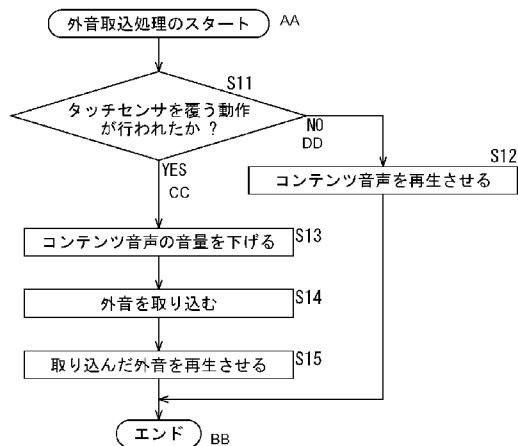 外音取込処理のスタート
AA
S11
タッチセンサを覆う動作
が行われたか ?
NO
DD
YES
CC
S12
コンテンツ音声を再生させる
コンテンツ音声の音量を下げる
S13
外音を取り込む
S14
取り込んだ外音を再生させる
S15
エンド
BB